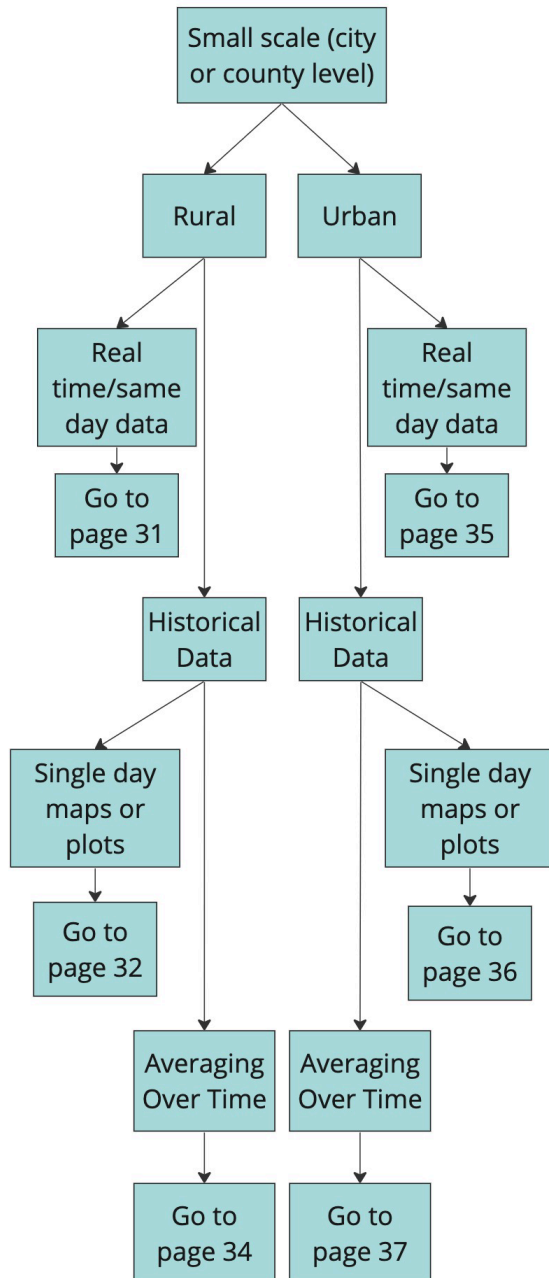 Small scale (city
or county level)
Rural
Urban
Real
time/same
day data
Real
time/same
day data
Go to
page 31
Go to
page 35
Historical
Data
Historical
Data
Single day
maps or
plots
Single day
maps or
plots
Go to
page 32
Go to
page 36
Averaging
Over Time
Averaging
Over Time
Go to
page 34
Go to
page 37